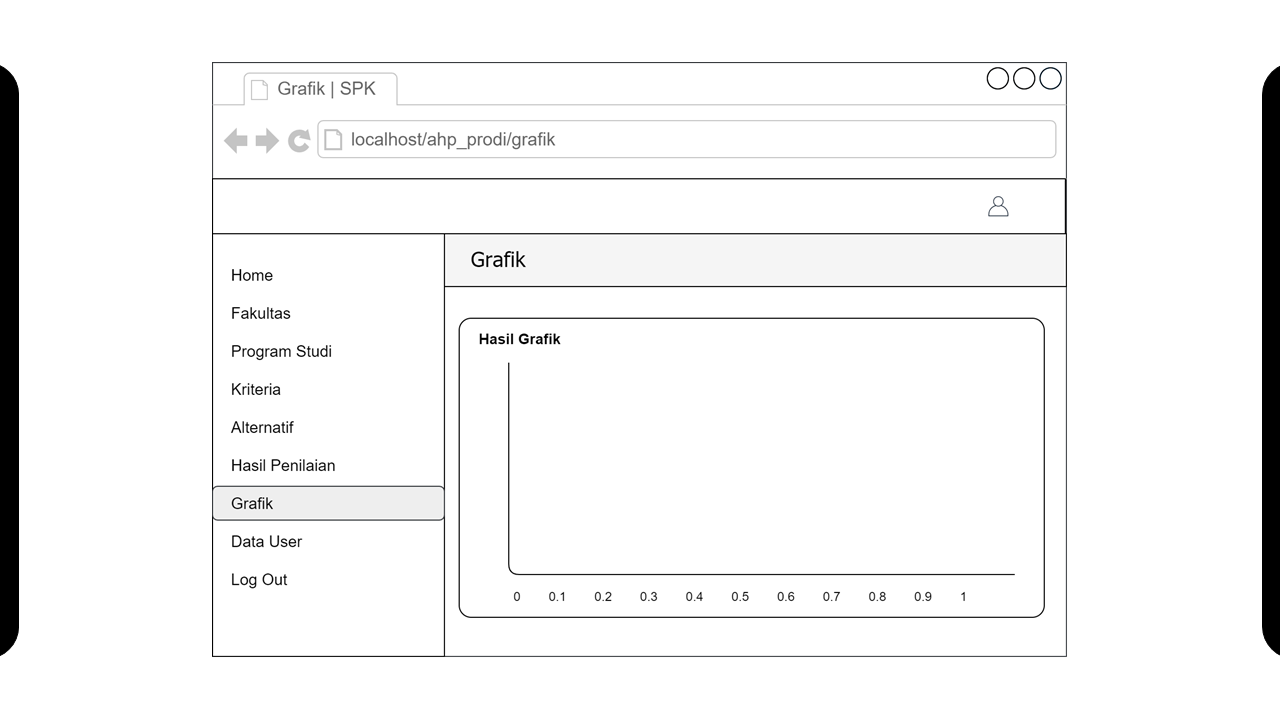 Grafik | SPK
localhost/ahp_prodi/grafik
Home
Fakultas
Program Studi
Kriteria
Alternatif
Hasil Penilaian
Grafik
Data User
Log Out
Grafik
Hasil Grafik
0 0.1 0.2 0.3 0.4 0.5 0.6 0.7 0.8 0.9 1